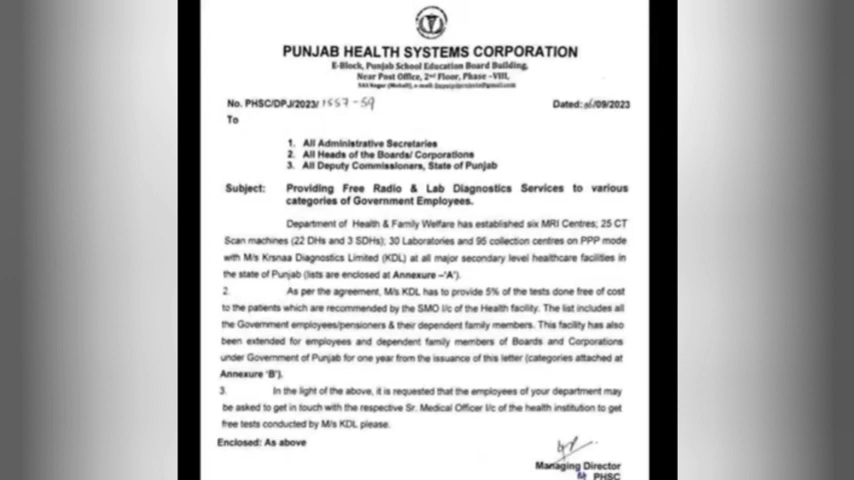 PUNJAB HEALTH SYSTEMS CORPORATION
E-Block, Punjab School Education Board Building,
Near Post Office, 2nd Floor, Phase -VIII,
SAS Nagar (Mohali), e-mail:
No. PHSC/DPJ/2023/1557-59 Dated: /09/2023
To
1. All Administrative Secretaries
2. All Heads of the Boards/ Corporations
3. All Deputy Commissioners, State of Punjab
Subject: Providing Free Radio & Lab Diagnostics Services to various
categories of Government Employees.
Department of Health & Family Welfare has established six MRI Centres; 25 CT
Scan machines (22 DHs and 3 SDHs); 30 Laboratories and 95 collection centres on PPP mode
with M/s Krsnaa Diagnostics Limited (KDL) at all major secondary level healthcare facilities in
the state of Punjab (lists are enclosed at Annexure –'A').
2. As per the agreement, M/s KDL has to provide 5% of the tests done free of cost
to the patients which are recommended by the SMO I/c of the Health facility. The list includes all
the Government employees/pensioners & their dependent family members. This facility has also
been extended for employees and dependent family members of Boards and Corporations
under Government of Punjab for one year from the issuance of this letter (categories attached at
Annexure 'B').
3. In the light of the above, it is requested that the employees of your department may
be asked to get in touch with the respective Sr. Medical Officer I/c of the health institution to get
free tests conducted by M/s KDL please.
Enclosed: As above
Managing Director
PHSC